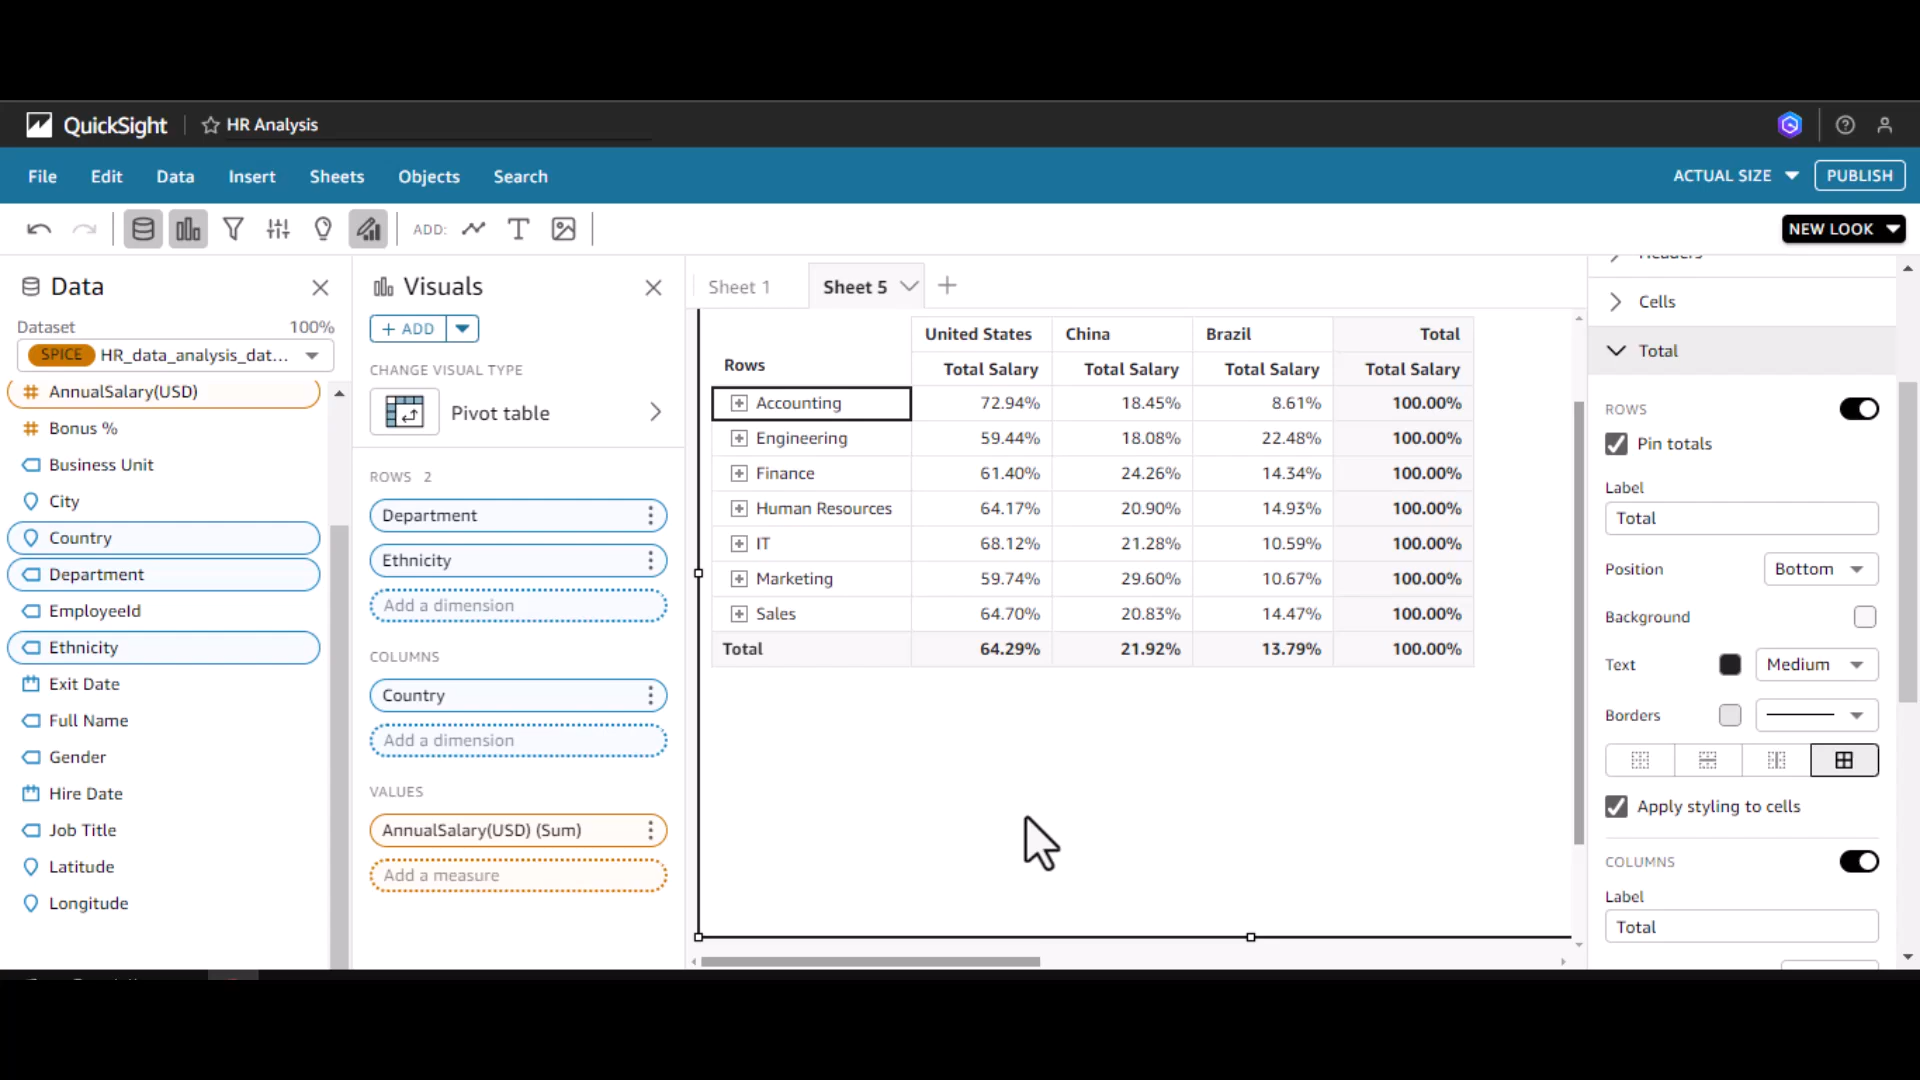 QuickSight
HR Analysis
File Edit Data Insert Sheets Objects Search
ACTUAL SIZE
PUBLISH
ADD:
NEW LOOK
Data
Dataset 100%
SPICE HR_data_analysis_dat...
AnnualSalary(USD)
Bonus %
Business Unit
City
Country
Department
EmployeeId
Ethnicity
Exit Date
Full Name
Gender
Hire Date
Job Title
Latitude
Longitude
Visuals
+ ADD
CHANGE VISUAL TYPE
Pivot table
ROWS 2
Department
Ethnicity
Add a dimension
COLUMNS
Country
Add a dimension
VALUES
AnnualSalary(USD) (Sum)
Add a measure
Sheet 1 Sheet 5
United States China Brazil Total
Rows
Total Salary Total Salary Total Salary Total Salary
Accounting 72.94% 18.45% 8.61% 100.00%
Engineering 59.44% 18.08% 22.48% 100.00%
Finance 61.40% 24.26% 14.34% 100.00%
Human Resources 64.17% 20.90% 14.93% 100.00%
IT 68.12% 21.28% 10.59% 100.00%
Marketing 59.74% 29.60% 10.67% 100.00%
Sales 64.70% 20.83% 14.47% 100.00%
Total 64.29% 21.92% 13.79% 100.00%
Headers
Cells
Total
ROWS
Pin totals
Label
Total
Position Bottom
Background
Text Medium
Borders
Apply styling to cells
COLUMNS
Label
Total